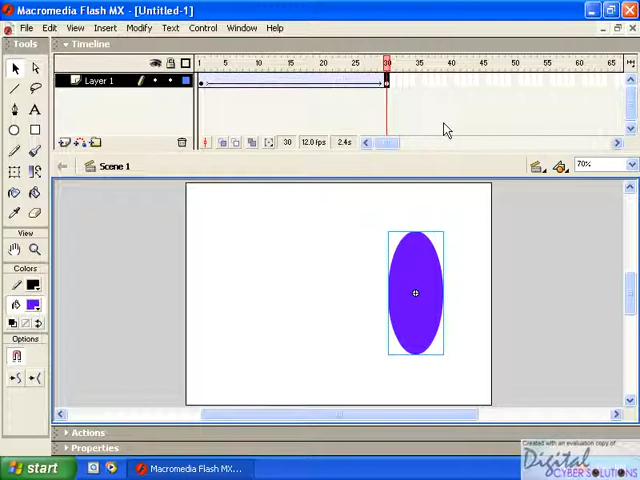 Macromedia Flash MX - [Untitled-1]
File Edit View Insert Modify Text Control Window Help
Tools
Timeline
1 5 10 15 20 25 30 35 40 45 50 55 60 65
Layer 1
30 12.0 fps 2.4s
Scene 1
70%
View
Colors
Options
Actions
Properties
start
Macromedia Flash MX...
Created with an evaluation copy of
Digital
CYBER SOLUTIONS